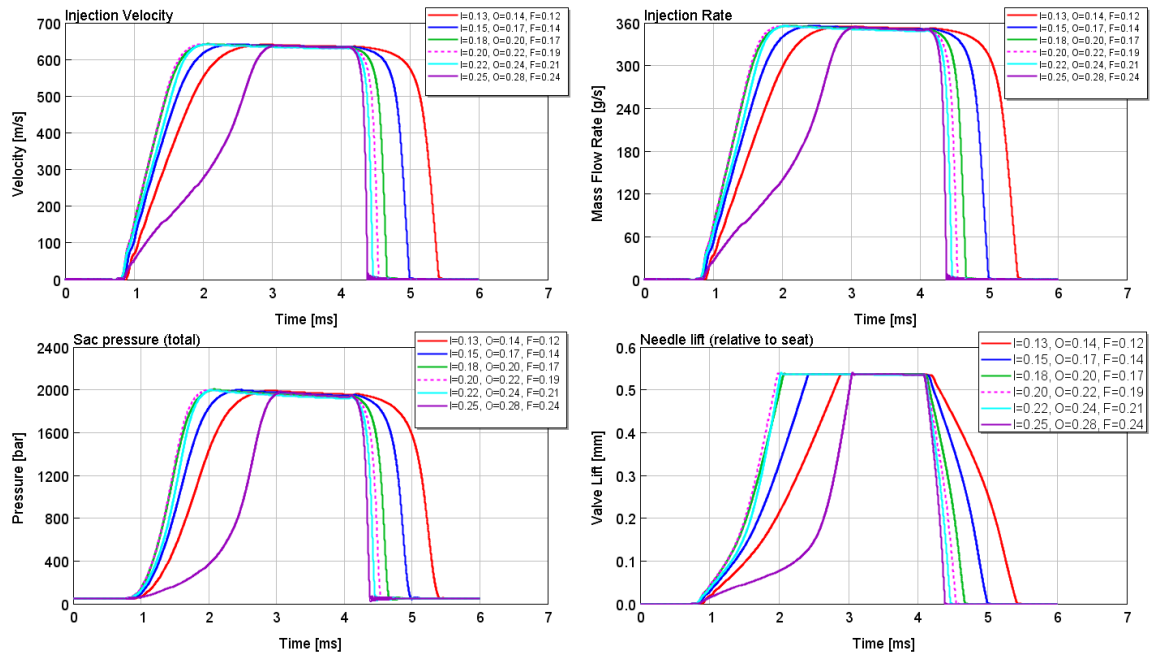 Injection Velocity
I=0.13, O=0.14, F=0.12
I=0.15, O=0.17, F=0.14
I=0.18, O=0.20, F=0.17
I=0.20, O=0.22, F=0.19
I=0.22, O=0.24, F=0.21
I=0.25, O=0.28, F=0.24
700
600
500
400
300
200
100
0
Velocity [m/s]
0 1 2 3 4 5 6 7
Time [ms]
Injection Rate
I=0.13, O=0.14, F=0.12
I=0.15, O=0.17, F=0.14
I=0.18, O=0.20, F=0.17
I=0.20, O=0.22, F=0.19
I=0.22, O=0.24, F=0.21
I=0.25, O=0.28, F=0.24
360
300
240
180
120
60
0
Mass Flow Rate [g/s]
0 1 2 3 4 5 6 7
Time [ms]
Sac pressure (total)
I=0.13, O=0.14, F=0.12
I=0.15, O=0.17, F=0.14
I=0.18, O=0.20, F=0.17
I=0.20, O=0.22, F=0.19
I=0.22, O=0.24, F=0.21
I=0.25, O=0.28, F=0.24
2400
2000
1600
1200
800
400
0
Pressure [bar]
0 1 2 3 4 5 6 7
Time [ms]
Needle lift (relative to seat)
I=0.13, O=0.14, F=0.12
I=0.15, O=0.17, F=0.14
I=0.18, O=0.20, F=0.17
I=0.20, O=0.22, F=0.19
I=0.22, O=0.24, F=0.21
I=0.25, O=0.28, F=0.24
0.6
0.5
0.4
0.3
0.2
0.1
0.0
Valve Lift [mm]
0 1 2 3 4 5 6 7
Time [ms]